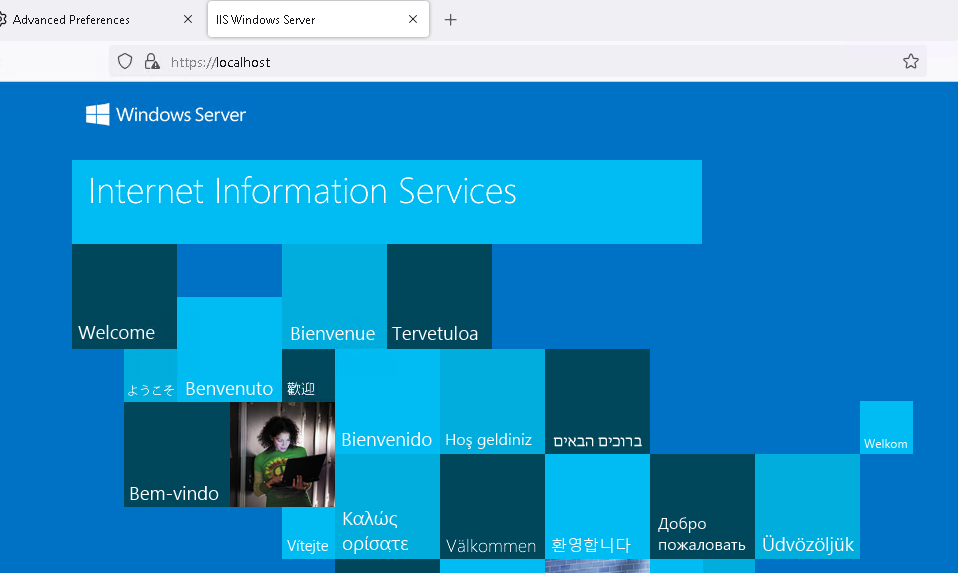 Advanced Preferences
IIS Windows Server
https://localhost
Windows Server
Internet Information Services
Welcome
Bienvenue
Tervetuloa
ようこそ
Benvenuto
歡迎
Bienvenido
Hoş geldiniz
ברוכים הבאים
Welkom
Bem-vindo
Vítejte
Καλώς
ορίσατε
Välkommen
환영합니다
Добро
пожаловать
Üdvözöljük